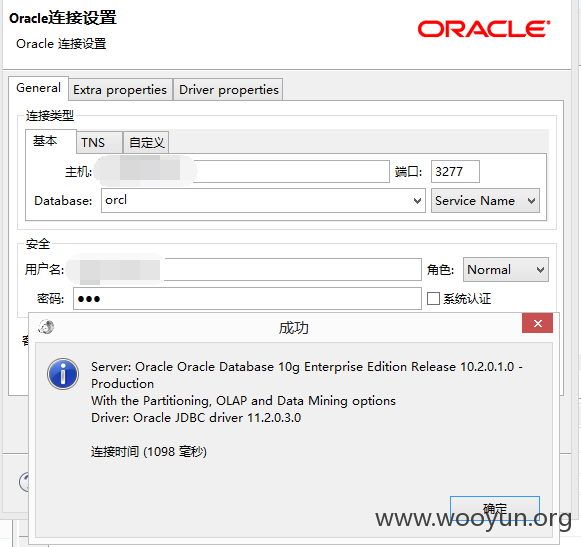 Oracle连接设置
Oracle 连接设置
ORACLE
General Extra properties Driver properties
连接类型
基本 TNS 自定义
主机: 端口: 3277
Database: orcl Service Name
安全
用户名: 角色: Normal
密码: ●●● 系统认证
成功
Server: Oracle Oracle Database 10g Enterprise Edition Release 10.2.0.1.0 -
Production
With the Partitioning, OLAP and Data Mining options
Driver: Oracle JDBC driver 11.2.0.3.0
连接时间 (1098 毫秒)
确定
www.wooyun.org